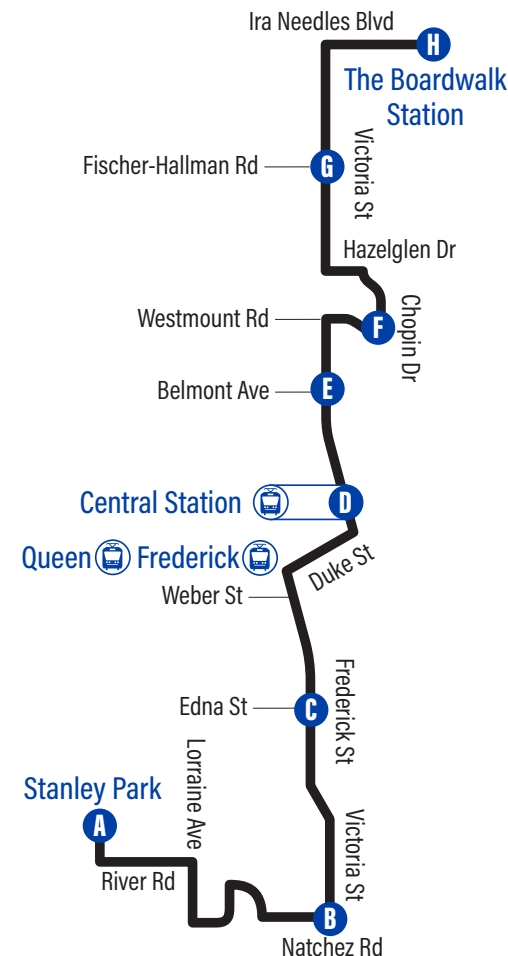 Ira Needles Blvd
H
The Boardwalk
Station
Victoria St
Fischer-Hallman Rd
G
Hazelglen Dr
Chopin Dr
Westmount Rd
F
Belmont Ave
E
Central Station
D
Queen Frederick
Duke St
Weber St
Frederick St
Edna St
C
Lorraine Ave
Stanley Park
A
Victoria St
River Rd
B
Natchez Rd